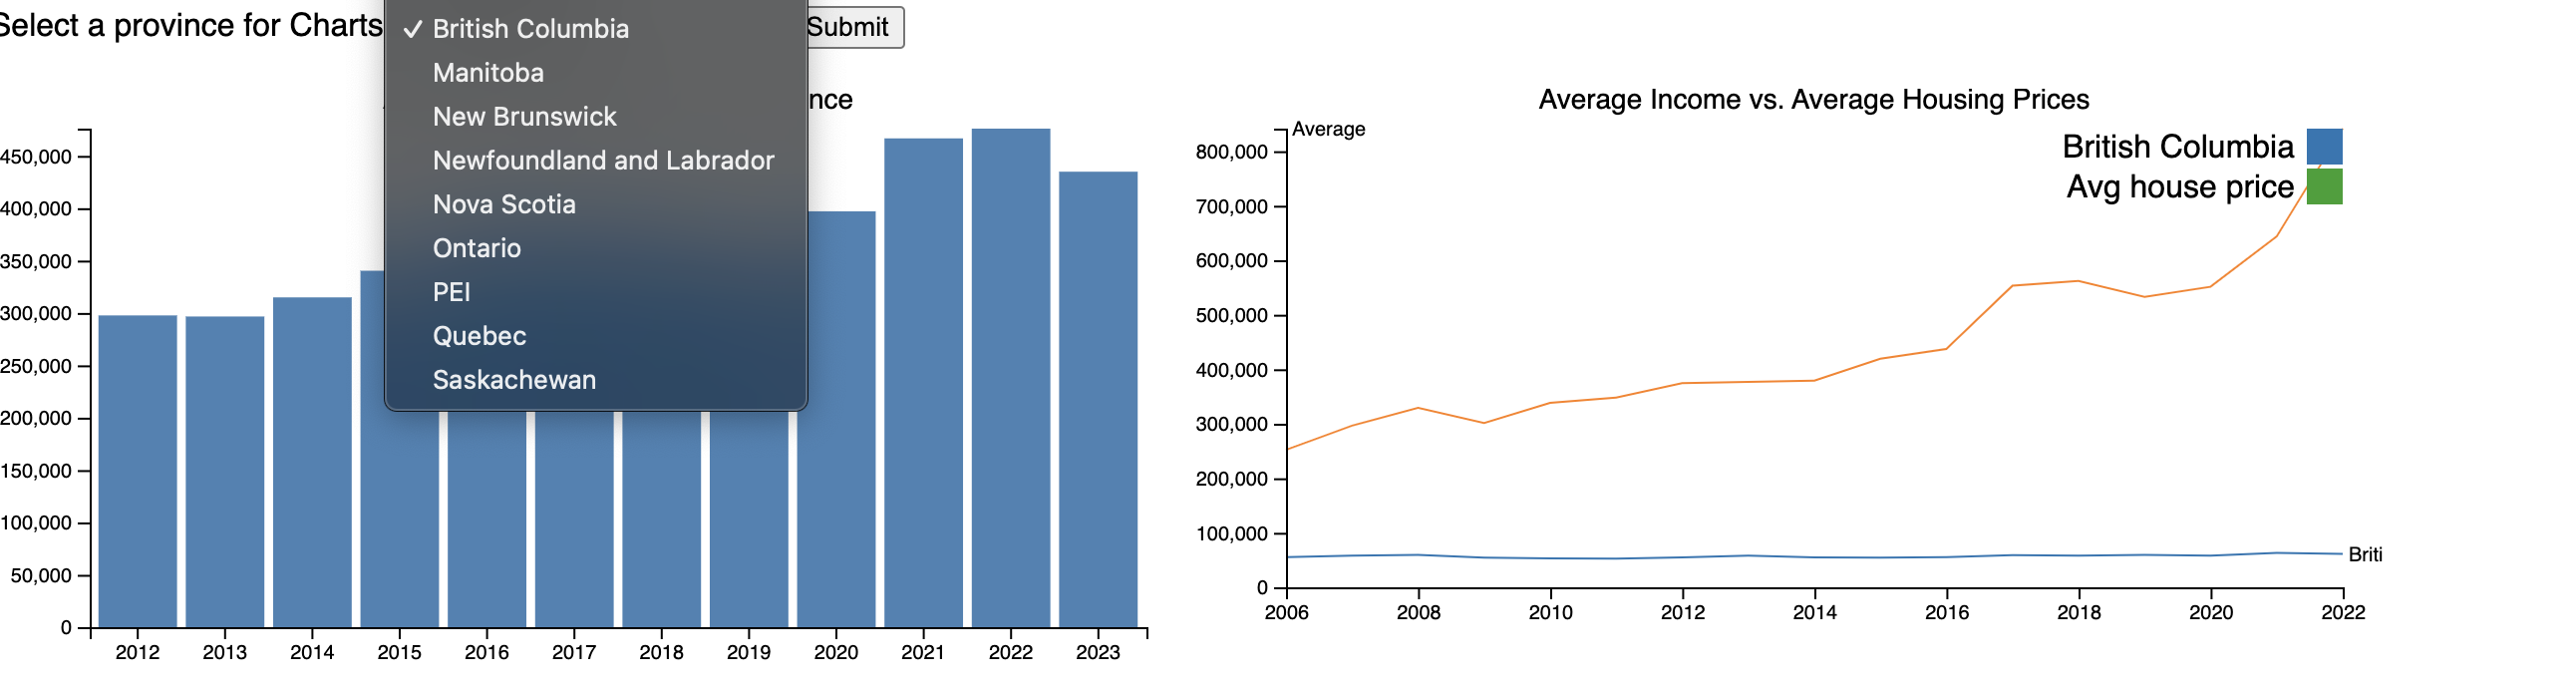 Select a province for Charts
✓ British Columbia
Manitoba
New Brunswick
Newfoundland and Labrador
Nova Scotia
Ontario
PEI
Quebec
Saskachewan
Submit
nce
450,000
400,000
350,000
300,000
250,000
200,000
150,000
100,000
50,000
0
2012 2013 2014 2015 2016 2017 2018 2019 2020 2021 2022 2023
Average Income vs. Average Housing Prices
Average
British Columbia
Avg house price
800,000
700,000
600,000
500,000
400,000
300,000
200,000
100,000
0
Briti
2006 2008 2010 2012 2014 2016 2018 2020 2022